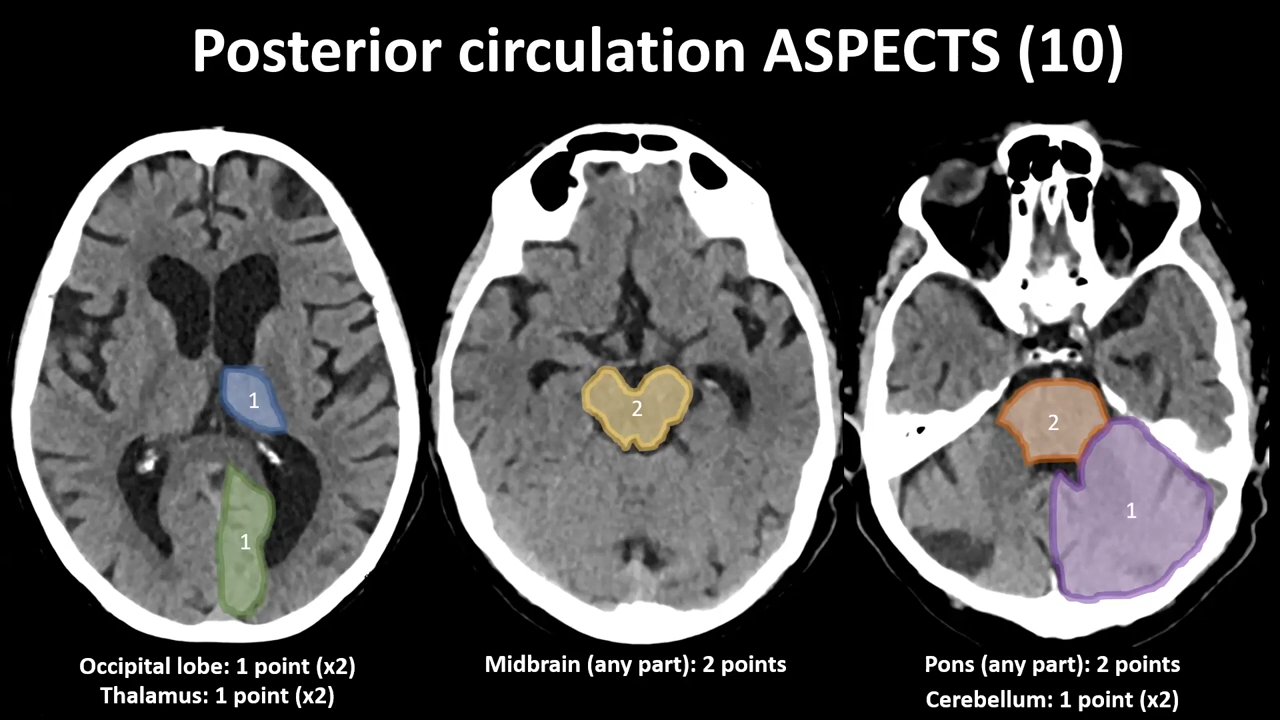 Posterior circulation ASPECTS (10)
1
1
2
2
1
Occipital lobe: 1 point (x2)
Thalamus: 1 point (x2)
Midbrain (any part): 2 points
Pons (any part): 2 points
Cerebellum: 1 point (x2)